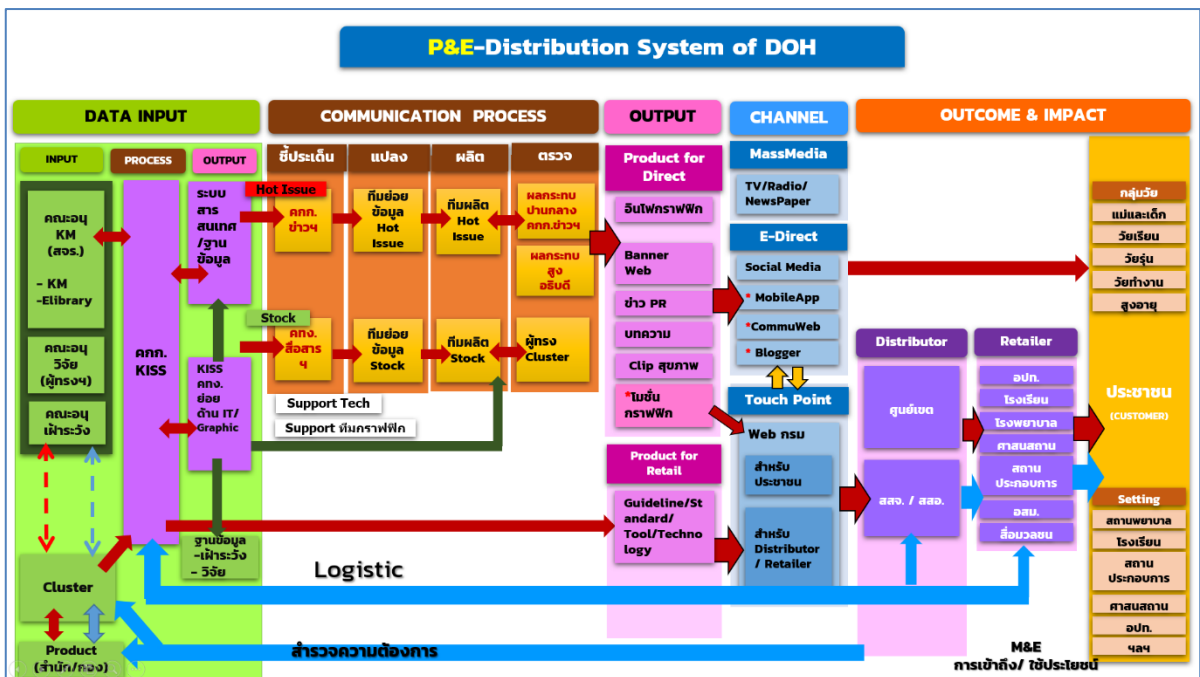 P&E-Distribution System of DOH
DATA INPUT
COMMUNICATION PROCESS
OUTPUT
CHANNEL
OUTCOME & IMPACT
INPUT
PROCESS
OUTPUT
คณะอนุ
KM
(สจร.)
- KM
-Elibrary
คณะอนุ
วิจัย
(ผู้ทรงฯ)
คณะอนุ
เฝ้าระวัง
คกก.
KISS
ระบบ
สาร
สนเทศ
/ฐาน
ข้อมูล
KISS
คทง.
ย่อย
ด้าน IT/
Graphic
ฐานข้อมูล
-เฝ้าระวัง
- วิจัย
Cluster
Product
(สำนัก/กอง)
ชี้ประเด็น
แปลง
ผลิต
ตรวจ
Hot Issue
คกก.
ข่าวฯ
ทีมย่อย
ข้อมูล
Hot
Issue
ทีมผลิต
Hot
Issue
ผลกระทบ
ปานกลาง
คกก.ข่าวฯ
ผลกระทบ
สูง
อธิบดี
Stock
คทง.
สื่อสาร
ฯ
ทีมย่อย
ข้อมูล
Stock
ทีมผลิต
Stock
ผู้ทรง
Cluster
Support Tech
Support ทีมกราฟฟิก
Product for
Direct
อินโฟกราฟฟิก
Banner
Web
ข่าว PR
บทความ
Clip สุขภาพ
*โมชั่น
กราฟฟิก
Product for
Retail
Guideline/St
andard/
Tool/Techno
logy
MassMedia
TV/Radio/
NewsPaper
E-Direct
Social Media
* MobileApp
*CommuWeb
* Blogger
Touch Point
Web กรม
สำหรับ
ประชาชน
สำหรับ
Distributor
/ Retailer
Distributor
ศูนย์เขต
สสจ. / สสอ.
Retailer
อปท.
โรงเรียน
โรงพยาบาล
ศาสนสถาน
สถาน
ประกอบการ
อสม.
สื่อมวลชน
กลุ่มวัย
แม่และเด็ก
วัยเรียน
วัยรุ่น
วัยทำงาน
สูงอายุ
ประชาชน
(CUSTOMER)
Setting
สถานพยาบาล
โรงเรียน
สถาน
ประกอบการ
ศาสนสถาน
อปท.
ฯลฯ
Logistic
สำรวจความต้องการ
M&E
การเข้าถึง/ ใช้ประโยชน์